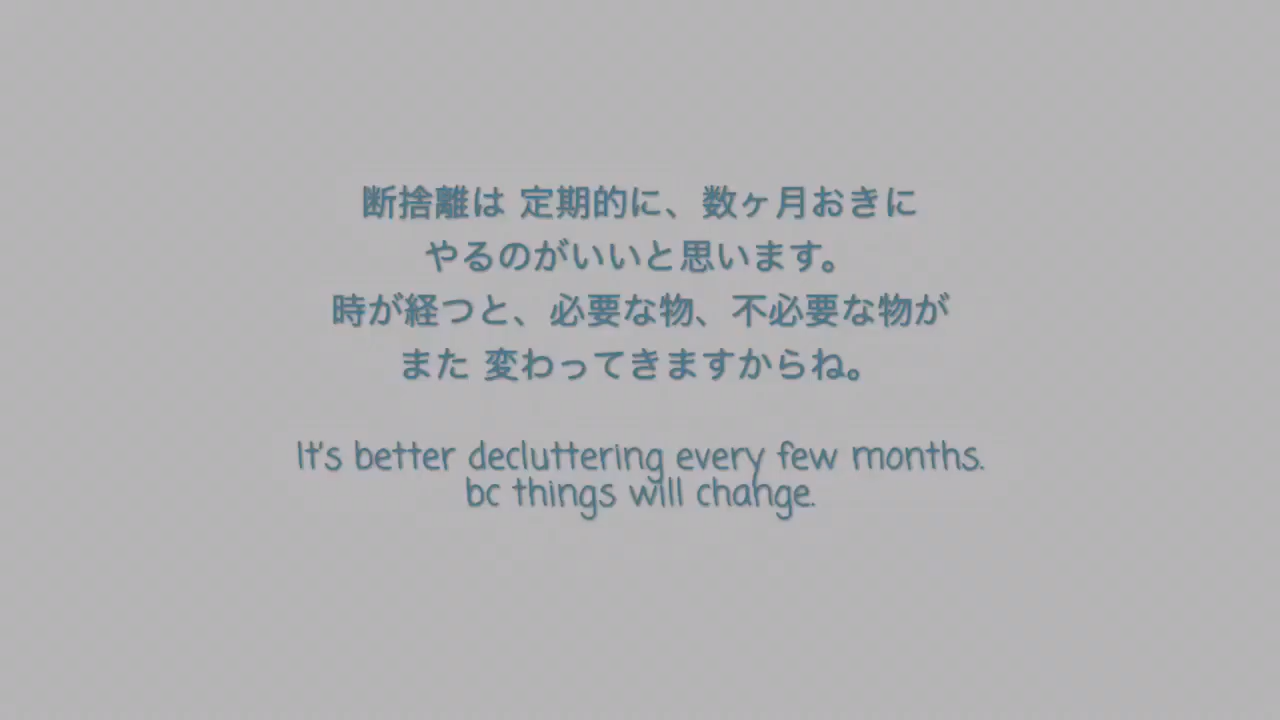 断捨離は 定期的に、数ヶ月おきに
やるのがいいと思います。
時が経つと、必要な物、不必要な物が
また 変わってきますからね。
It's better decluttering every few months.
bc things will change.